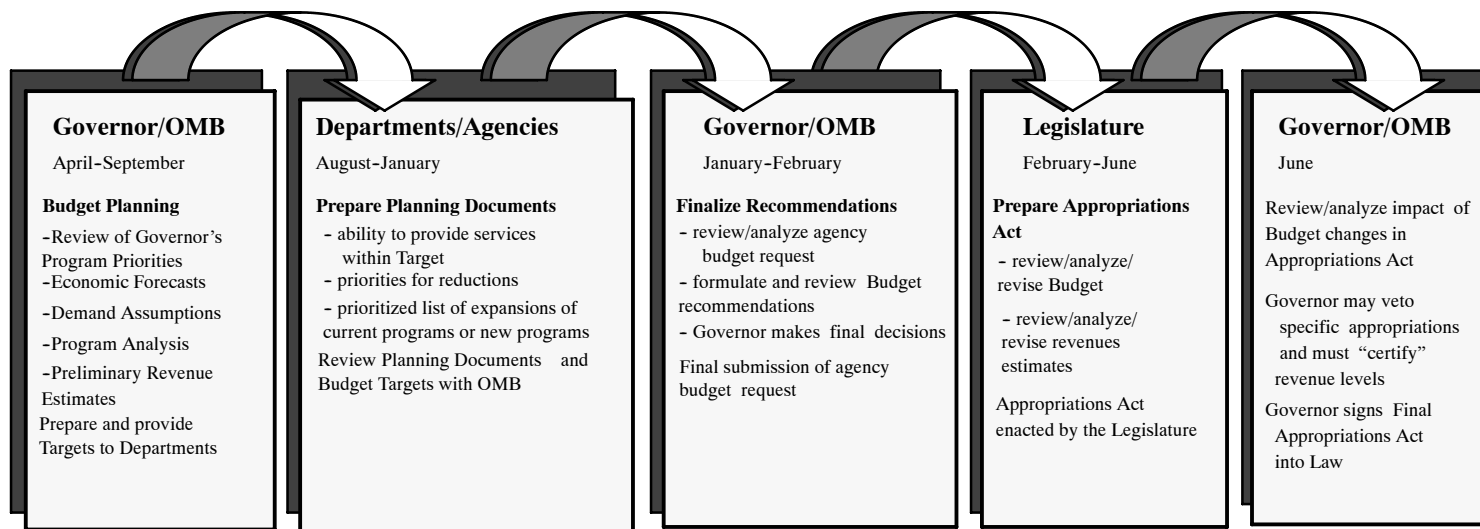 Governor/OMB
April-September
Budget Planning
-Review of Governor’s
Program Priorities
-Economic Forecasts
-Demand Assumptions
-Program Analysis
-Preliminary Revenue
Estimates
Prepare and provide
Targets to Departments
Departments/Agencies
August-January
Prepare Planning Documents
- ability to provide services
within Target
- priorities for reductions
- prioritized list of expansions of
current programs or new programs
Review Planning Documents and
Budget Targets with OMB
Governor/OMB
January-February
Finalize Recommendations
- review/analyze agency
budget request
- formulate and review Budget
recommendations
- Governor makes final decisions
Final submission of agency
budget request
Legislature
February-June
Prepare Appropriations
Act
- review/analyze/
revise Budget
- review/analyze/
revise revenues
estimates
Appropriations Act
enacted by the Legislature
Governor/OMB
June
Review/analyze impact of
Budget changes in
Appropriations Act
Governor may veto
specific appropriations
and must “certify”
revenue levels
Governor signs Final
Appropriations Act
into Law